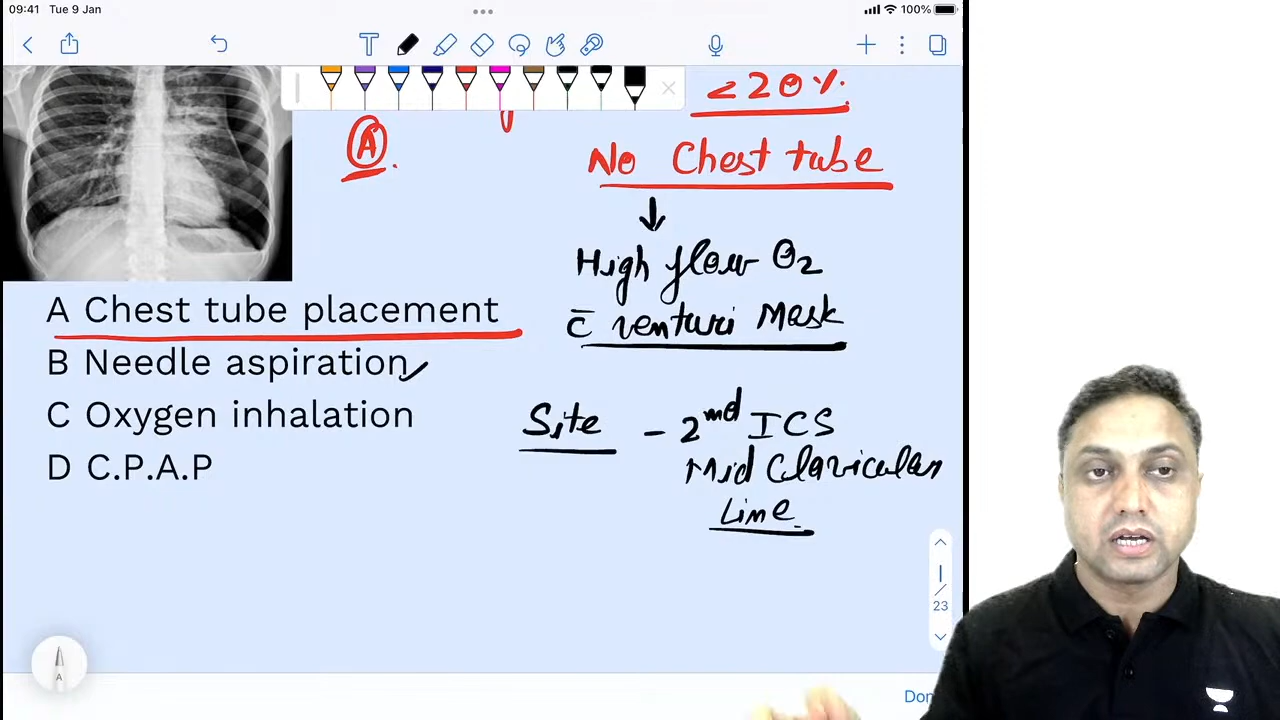 09:41 Tue 9 Jan
100%
<20%
A.
No Chest tube
High flow O2
c̄ venturi Mask
A Chest tube placement
B Needle aspiration
C Oxygen inhalation
D C.P.A.P
Site - 2nd ICS
Mid Clavicular
Line.
1/23
A
Don